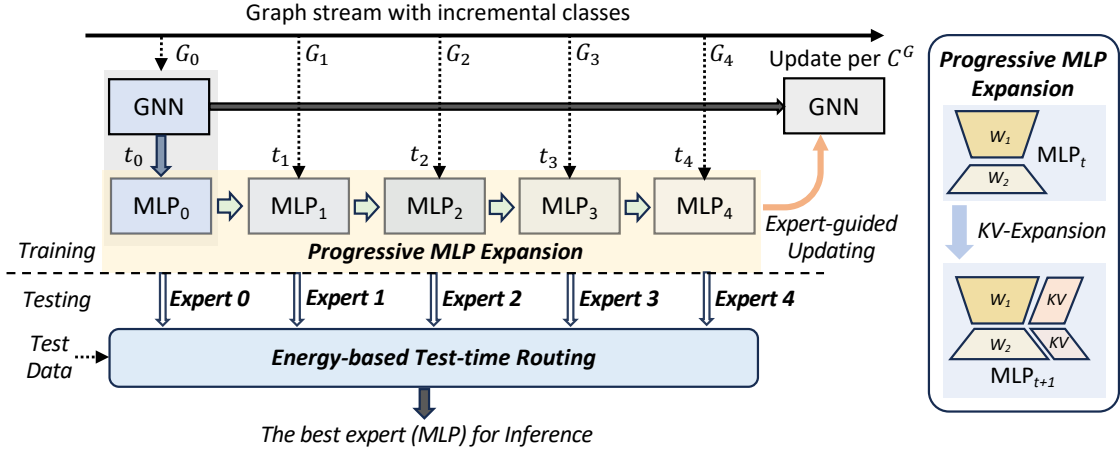 Graph stream with incremental classes
G₀ G₁ G₂ G₃ G₄
Update per Cᴳ
GNN GNN
t₀ t₁ t₂ t₃ t₄
MLP₀ MLP₁ MLP₂ MLP₃ MLP₄
Expert-guided
Updating
Training
Progressive MLP Expansion
Testing
Expert 0 Expert 1 Expert 2 Expert 3 Expert 4
Test
Data
Energy-based Test-time Routing
The best expert (MLP) for Inference
Progressive MLP
Expansion
W₁
W₂
MLPₜ
KV-Expansion
W₁ KV
W₂ KV
MLPₜ₊₁